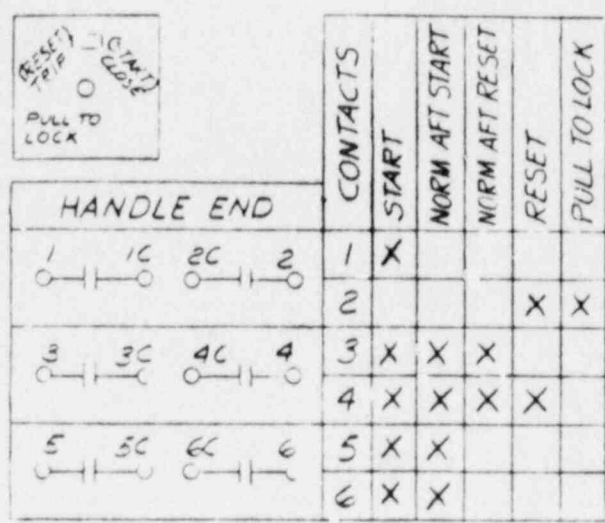 (RESET) (START)
TRIP CLOSE
PULL TO
LOCK
HANDLE END
CONTACTS START NORM AFT START NORM AFT RESET RESET PULL TO LOCK
1 1C 2C 2 1 X
2 X X
3 3C 4C 4 3 X X X
4 X X X X
5 5C 6C 6 5 X X
6 X X